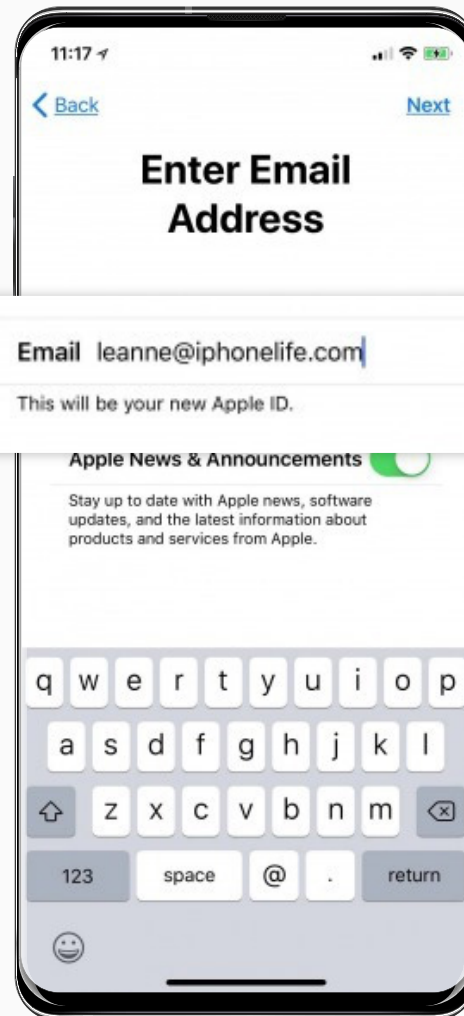 11:17
Back Next
Enter Email
Address
Email leanne@iphonelife.com
This will be your new Apple ID.
Apple News & Announcements
Stay up to date with Apple news, software
updates, and the latest information about
products and services from Apple.
q w e r t y u i o p
a s d f g h j k l
z x c v b n m
123 space @ . return